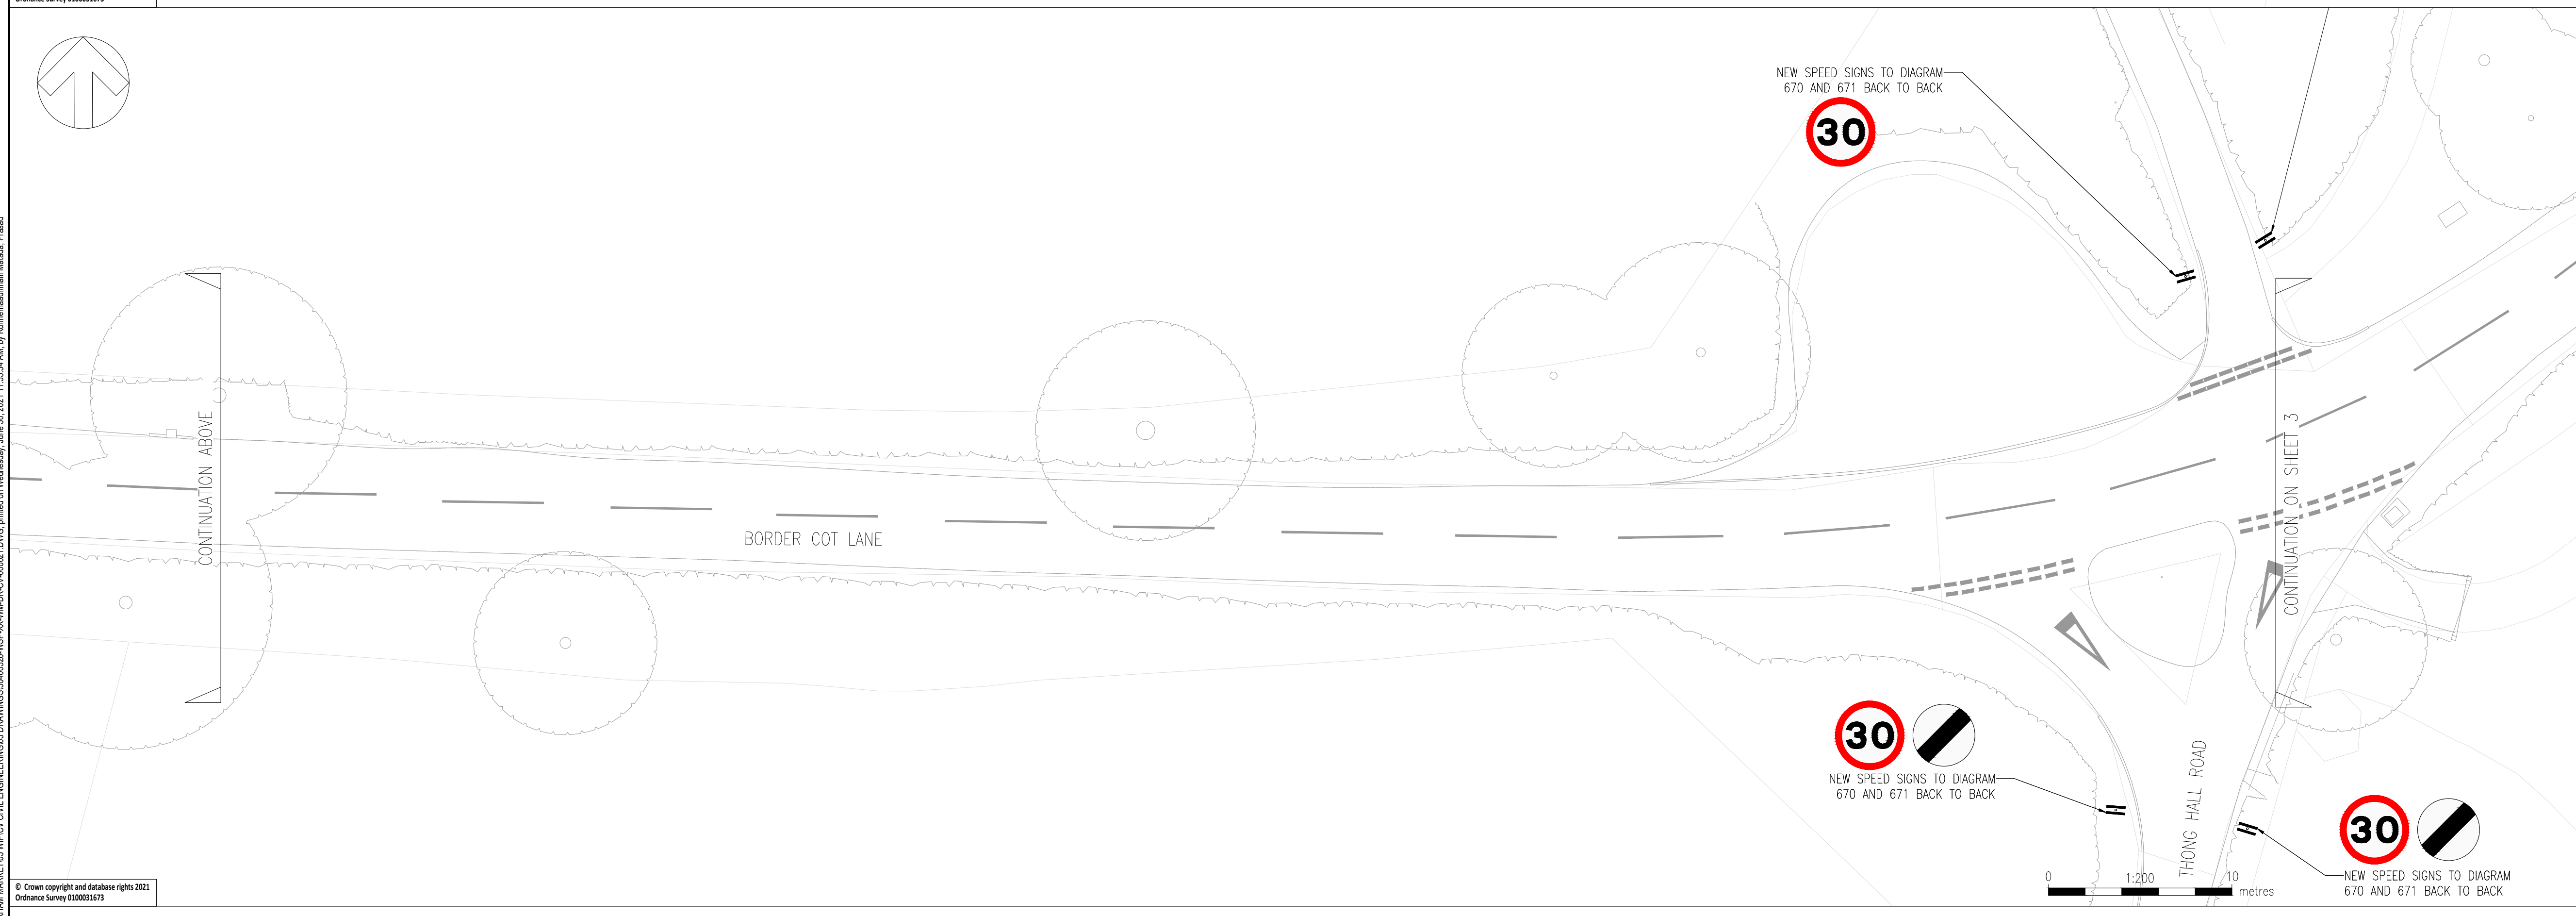 Ordnance Survey 0100031673
NEW SPEED SIGNS TO DIAGRAM
670 AND 671 BACK TO BACK
30
CONTINUATION ABOVE
BORDER COT LANE
CONTINUATION ON SHEET 3
30
NEW SPEED SIGNS TO DIAGRAM
670 AND 671 BACK TO BACK
THONG HALL ROAD
30
NEW SPEED SIGNS TO DIAGRAM
670 AND 671 BACK TO BACK
0 1:200 10
metres
© Crown copyright and database rights 2021
Ordnance Survey 0100031673